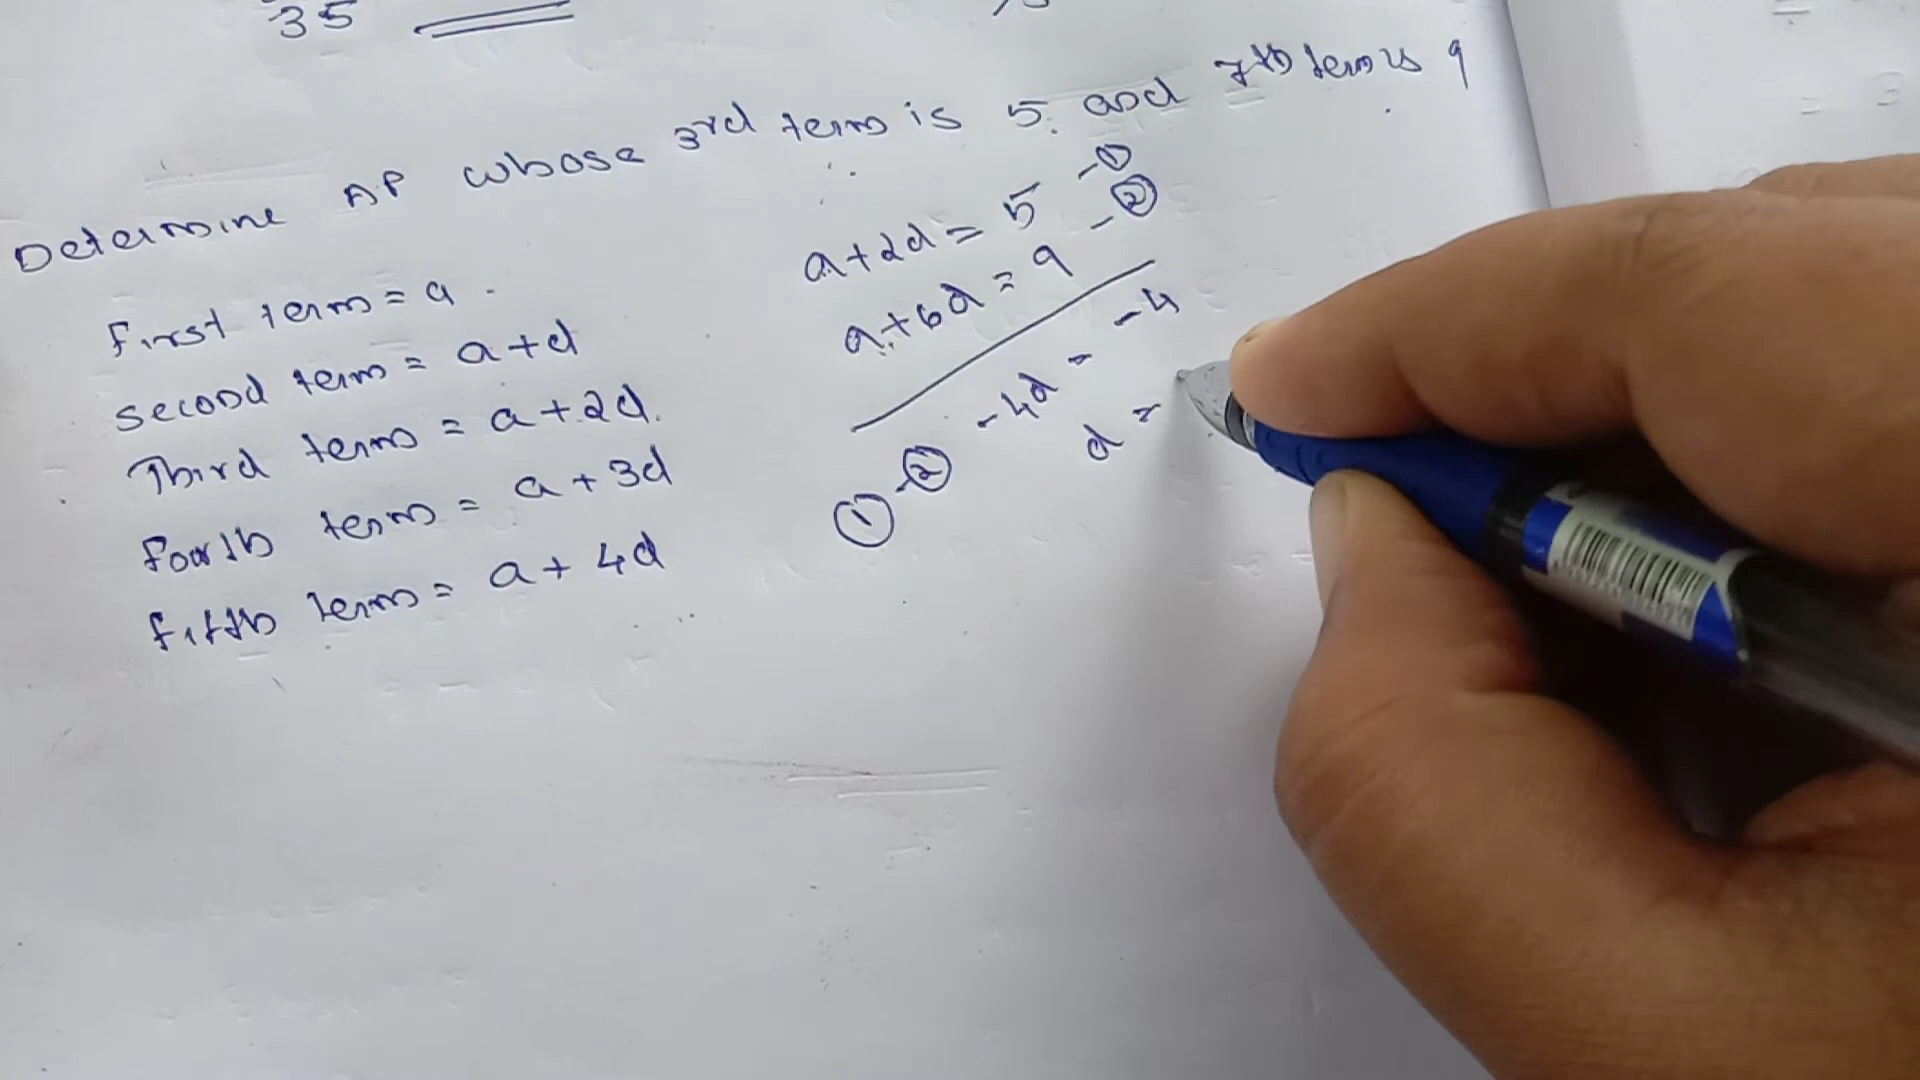 35
Determine AP whose 3rd term is 5 and 7th term is 9
First term = a
Second term = a+d
Third term = a+2d
Fourth term = a+3d
Fifth term = a+4d
a+2d = 5 - ①
a+6d = 9 - ②
① - ② -4d = -4
d =